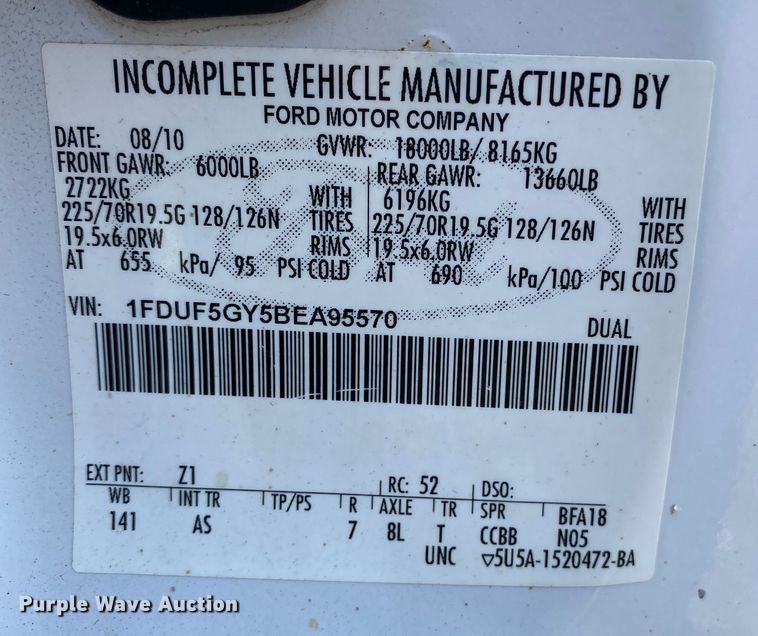 INCOMPLETE VEHICLE MANUFACTURED BY
FORD MOTOR COMPANY
DATE: 08/10 GVWR: 18000LB/ 8165KG
FRONT GAWR: 6000LB REAR GAWR: 13660LB
2722KG WITH 6196KG WITH
225/70R19.5G 128/126N TIRES 225/70R19.5G 128/126N TIRES
19.5x6.0RW RIMS 19.5x6.0RW RIMS
AT 655 kPa/ 95 PSI COLD AT 690 kPa/100 PSI COLD
VIN: 1FDUF5GY5BEA95570 DUAL
EXT PNT: Z1 RC: 52 DSO:
WB INT TR TP/PS R AXLE TR SPR BFA18
141 AS 7 8L T CCBB N05
UNC ▽5U5A-1520472-BA
Purple Wave Auction